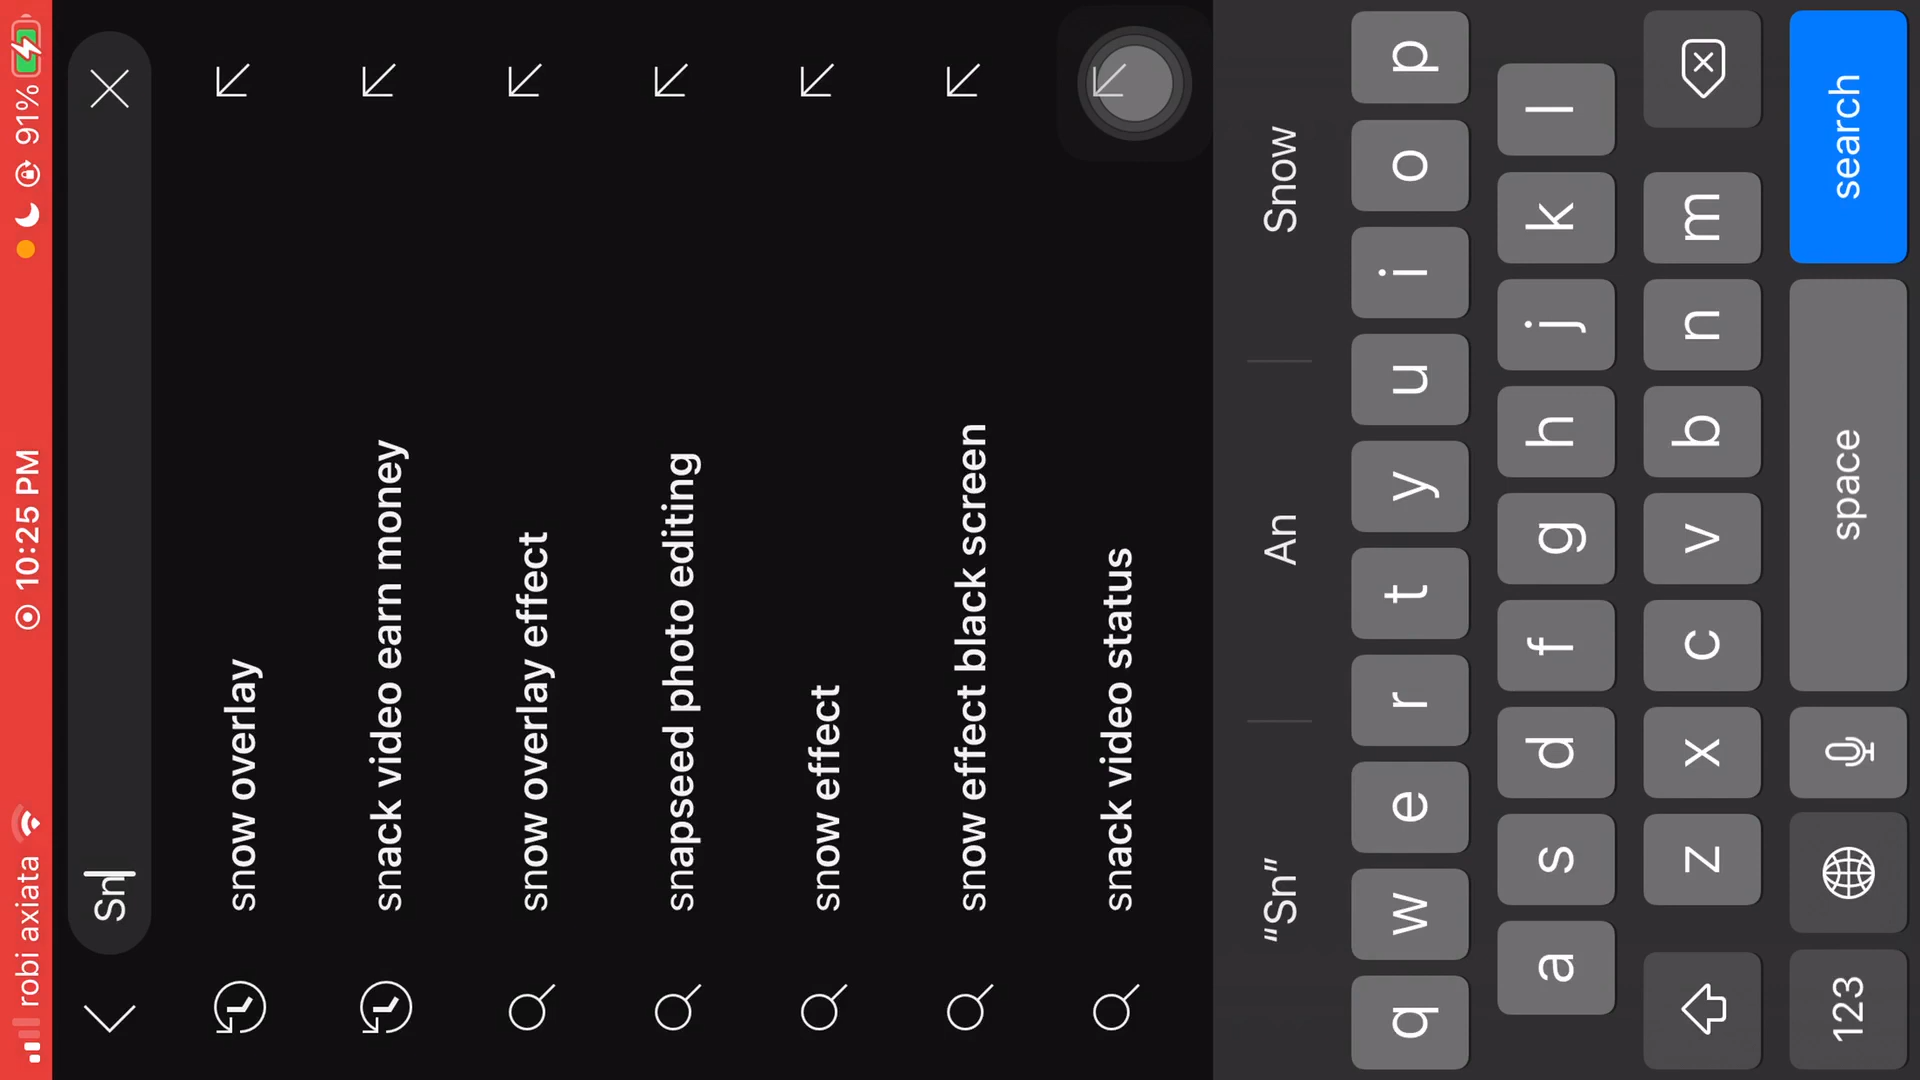 robi axiata 10:25 PM 91%
Sn
snow overlay
snack video earn money
snow overlay effect
snapseed photo editing
snow effect
snow effect black screen
snack video status
"Sn" An Snow
q w e r t y u i o p
a s d f g h j k l
z x c v b n m
123 space search